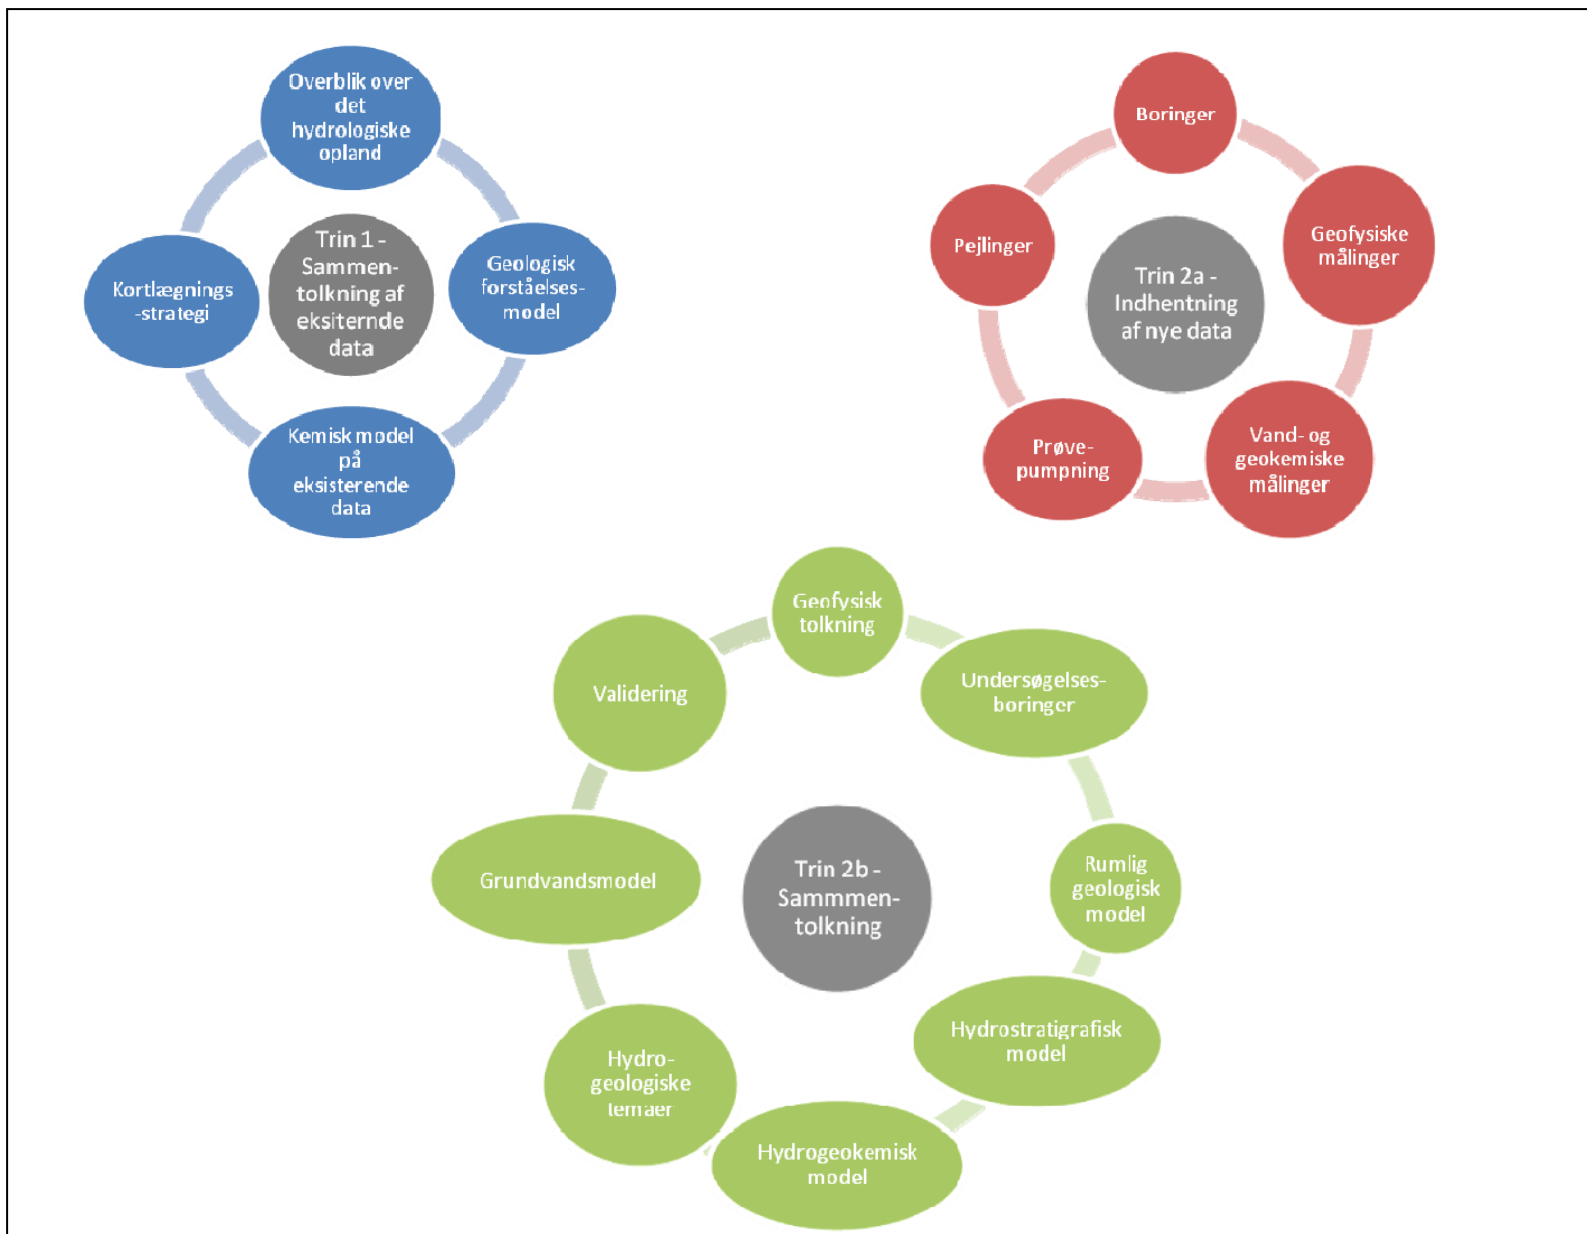 Overblik over
det
hydrologiske
opland
Geologisk
forståelses-
model
Kemisk model
på
eksisterende
data
Kortlægnings
-strategi
Trin 1 -
Sammen-
tolkning af
eksiternde
data
Boringer
Geofysiske
målinger
Vand- og
geokemiske
målinger
Prøve-
pumpning
Pejlinger
Trin 2a -
Indhentning
af nye data
Geofysisk
tolkning
Undersøgelses-
boringer
Rumlig
geologisk
model
Hydrostratigrafisk
model
Hydrogeokemisk
model
Hydro-
geologiske
temaer
Grundvandsmodel
Validering
Trin 2b -
Sammmen-
tolkning